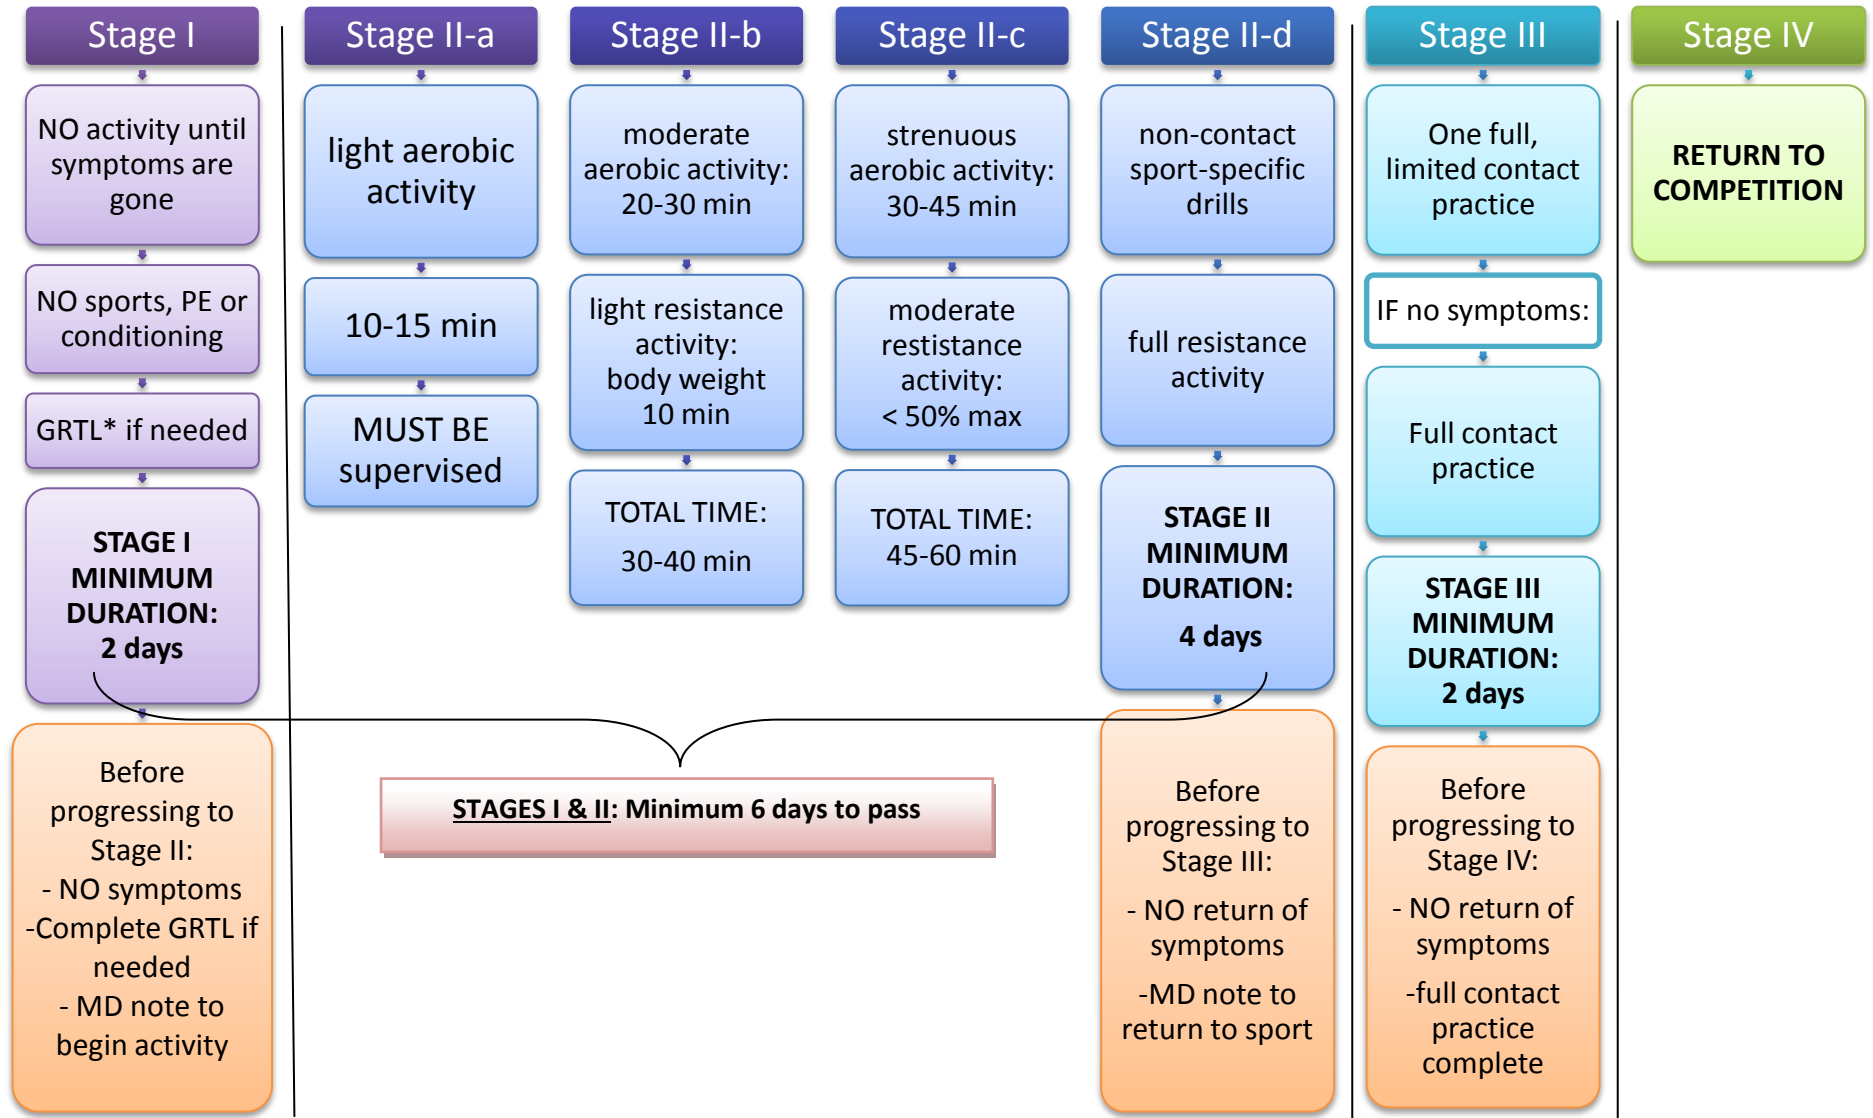 Stage I
NO activity until
symptoms are
gone
NO sports, PE or
conditioning
GRTL* if needed
STAGE I
MINIMUM
DURATION:
2 days
Before
progressing to
Stage II:
- NO symptoms
-Complete GRTL if
needed
- MD note to
begin activity
Stage II-a
light aerobic
activity
10-15 min
MUST BE
supervised
Stage II-b
moderate
aerobic activity:
20-30 min
light resistance
activity:
body weight
10 min
TOTAL TIME:
30-40 min
Stage II-c
strenuous
aerobic activity:
30-45 min
moderate
restistance
activity:
< 50% max
TOTAL TIME:
45-60 min
Stage II-d
non-contact
sport-specific
drills
full resistance
activity
STAGE II
MINIMUM
DURATION:
4 days
Before
progressing to
Stage III:
- NO return of
symptoms
-MD note to
return to sport
STAGES I & II: Minimum 6 days to pass
Stage III
One full,
limited contact
practice
IF no symptoms:
Full contact
practice
STAGE III
MINIMUM
DURATION:
2 days
Before
progressing to
Stage IV:
- NO return of
symptoms
-full contact
practice
complete
Stage IV
RETURN TO
COMPETITION